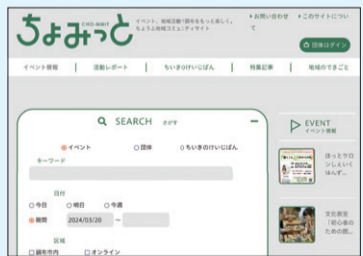 ちょみっと
CHO-MMIT
イベント、地域活動!調布をもっと楽しく。
ちょうふ地域コミュニティサイト
お問い合わせ
このサイトについて
団体ログイン
イベント情報
活動レポート
ちいきのけいじばん
特集記事
地域のできごと
SEARCH さがす
イベント
団体
ちいきのけいじばん
キーワード
日付
今日
明日
今週
期間
2024/03/20
～
区域
調布市内
オンライン
EVENT
イベント情報
ほっとサロ
ンしぇいく
はんず…
文化教室
「初心者の
ための囲…